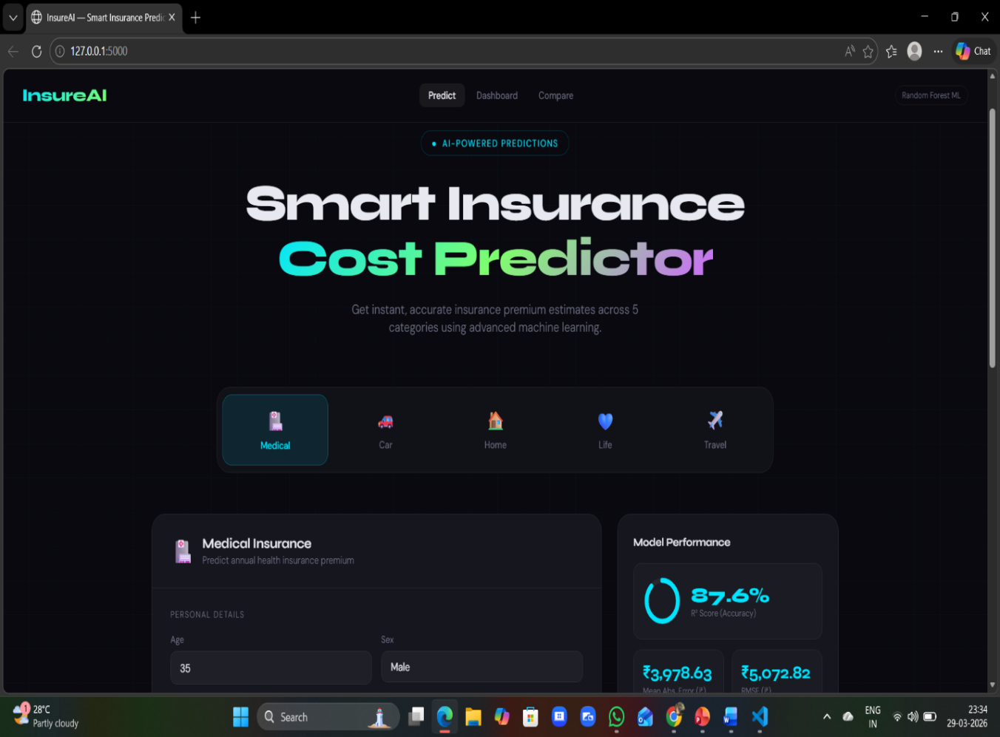 InsureAI — Smart Insurance Predic
127.0.0.1:5000
Chat
InsureAI
Predict
Dashboard
Compare
Random Forest ML
AI-POWERED PREDICTIONS
Smart Insurance
Cost Predictor
Get instant, accurate insurance premium estimates across 5
categories using advanced machine learning.
Medical
Car
Home
Life
Travel
Medical Insurance
Predict annual health insurance premium
PERSONAL DETAILS
Age
Sex
35
Male
Model Performance
87.6%
R² Score (Accuracy)
₹3,978.63
₹5,072.82
Mean Abs. Error (₹)
RMSE (₹)
1
28°C
Partly cloudy
Search
ENG
IN
23:34
29-03-2026